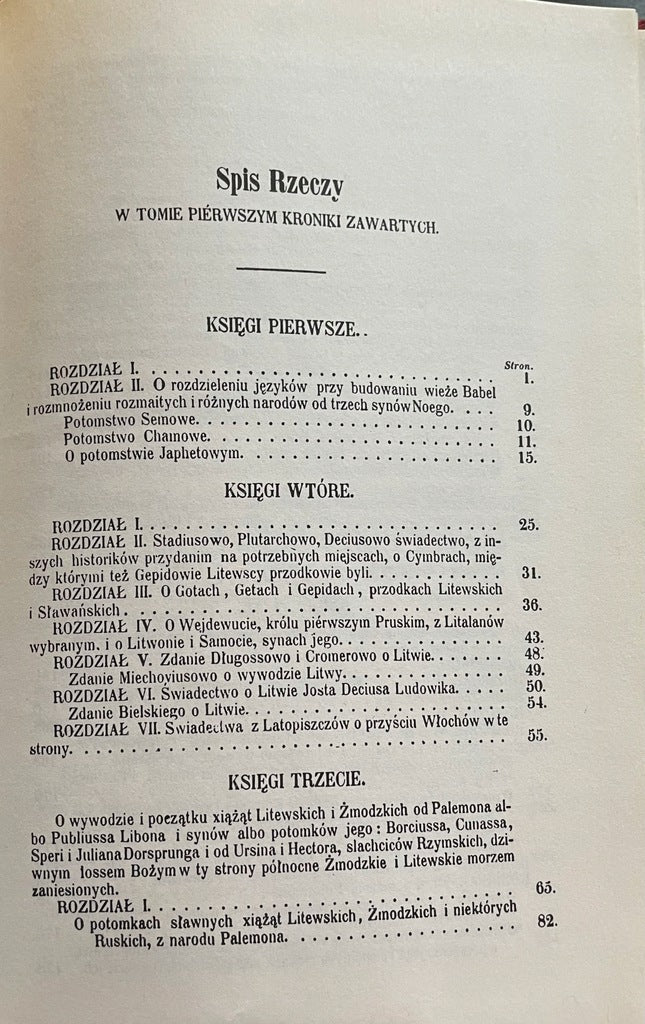 Spis Rzeczy
W TOMIE PIÉRWSZYM KRONIKI ZAWARTYCH.
KSIĘGI PIERWSZE..
Stron.
ROZDZIAŁ I. . . . . . . . . . . . . . . . . . . . . . . . . . 1.
ROZDZIAŁ II. O rozdzieleniu języków przy budowaniu wieże Babel
i rozmnożeniu rozmaitych i różnych narodów od trzech synów Noego. . . . . 9.
Potomstwo Semowe. . . . . . . . . . . . . . . . . . . . . . . 10.
Potomstwo Chamowe. . . . . . . . . . . . . . . . . . . . . . 11.
O potomstwie Japhetowym. . . . . . . . . . . . . . . . . . . 15.
KSIĘGI WTÓRE.
ROZDZIAŁ I. . . . . . . . . . . . . . . . . . . . . . . . . . 25.
ROZDZIAŁ II. Stadiusowo, Plutarchowo, Deciusowo świadectwo, z in-
szych historików przydanim na potrzebnych miejscach, o Cymbrach, mię-
dzy którymi też Gepidowie Litewscy przodkowie byli. . . . . . . . . . . . 31.
ROZDZIAŁ III. O Gotach, Getach i Gepidach, przodkach Litewskich
i Sławańskich . . . . . . . . . . . . . . . . . . . . . . . . . 36.
ROZDZIAŁ IV. O Wejdewucie, królu piérwszym Pruskim, z Litalanów
wybranym, i o Litwonie i Samocie, synach jego. . . . . . . . . . . . . 43.
ROZDZIAŁ V. Zdanie Długossowo i Cromerowo o Litwie. . . . . . . 48.
Zdanie Miechoviusowo o wywodzie Litwy. . . . . . . . . . . . 49.
ROZDZIAŁ VI. Świadectwo o Litwie Josta Deciusa Ludowika. . . . . 50.
Zdanie Bielskiego o Litwie. . . . . . . . . . . . . . . . . . . 54.
ROZDZIAŁ VII. Swiadectwa z Latopiszczów o przyściu Włochów w te
strony. . . . . . . . . . . . . . . . . . . . . . . . . . . . . 55.
KSIĘGI TRZECIE.
O wywodzie i początku xiąząt Litewskich i Żmodzkich od Palemona al-
bo Publiussa Libona i synów albo potomków jego : Borciussa, Cunassa,
Speri i Juliana Dorsprunga i od Ursina i Hectora, slachciców Rzymskich, dzi-
wnym lossem Bożym w ty strony północne Żmodzkie i Litewskie morzem
zaniesionych.
ROZDZIAŁ I. . . . . . . . . . . . . . . . . . . . . . . . . . 65.
O potomkach sławnych xiąząt Litewskich, Żmodzkich i niektórych
Ruskich, z narodu Palemona. . . . . . . . . . . . . . . . . . 82.